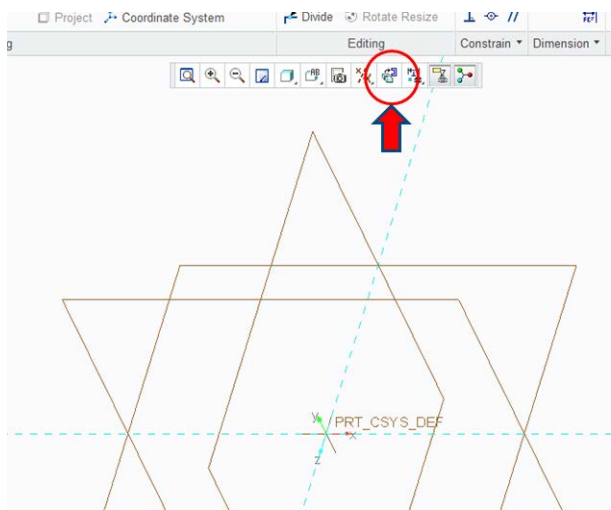 Project Coordinate System Divide Rotate Resize
g Editing Constrain Dimension
PRT_CSYS_DEF
y
x
z